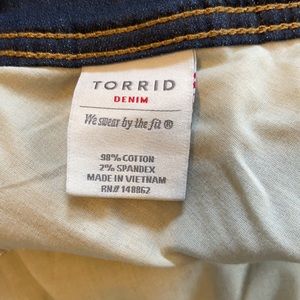 TORRID
DENIM
We swear by the fit ®
98% COTTON
2% SPANDEX
MADE IN VIETNAM
RN// 148862